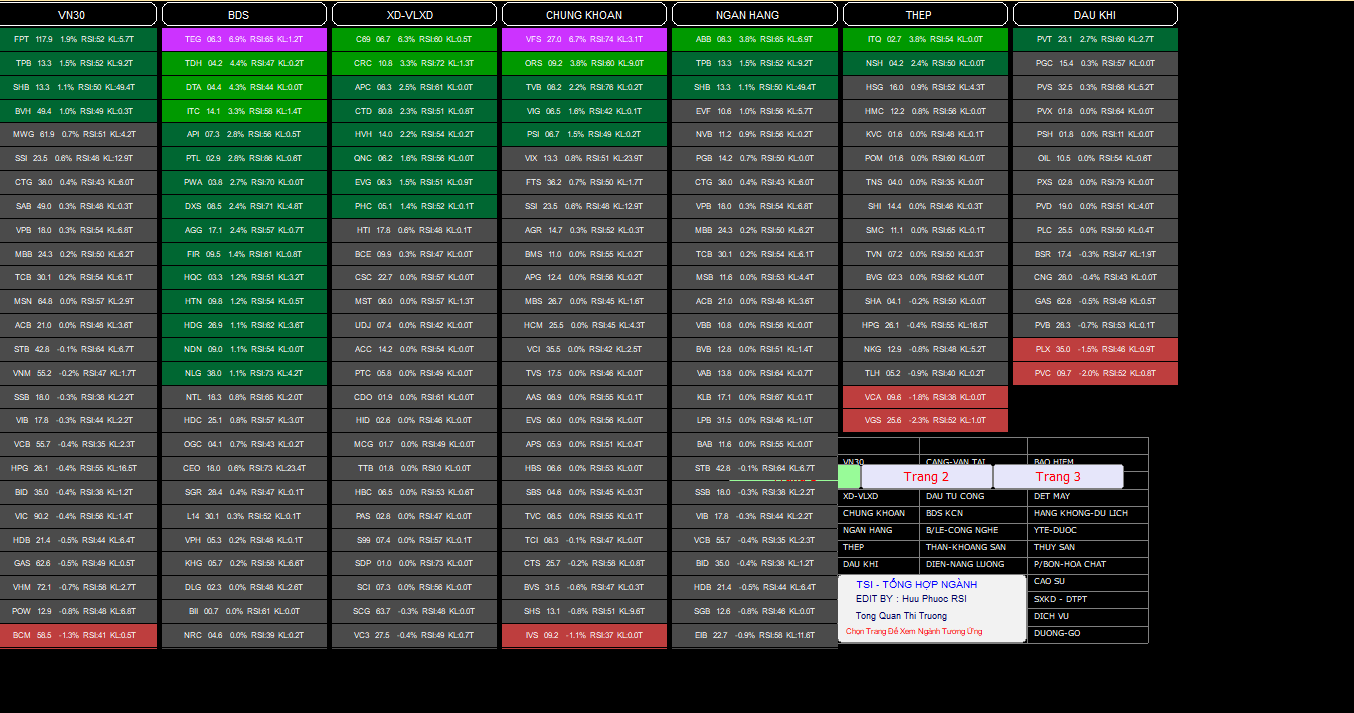 VN30
FPT 117.9 1.9% RSI:52 KL:5.7T
TPB 13.3 1.5% RSI:52 KL:9.2T
SHB 13.3 1.1% RSI:50 KL:49.4T
BVH 49.4 1.0% RSI:49 KL:0.3T
MWG 61.9 0.7% RSI:51 KL:4.2T
SSI 23.5 0.6% RSI:48 KL:12.9T
CTG 38.0 0.4% RSI:43 KL:6.0T
SAB 49.0 0.3% RSI:48 KL:0.3T
VPB 18.0 0.3% RSI:54 KL:6.8T
MBB 24.3 0.2% RSI:50 KL:6.2T
TCB 30.1 0.2% RSI:54 KL:6.1T
MSN 64.8 0.0% RSI:57 KL:2.9T
ACB 21.0 0.0% RSI:48 KL:3.6T
STB 42.8 -0.1% RSI:64 KL:6.7T
VNM 55.2 -0.2% RSI:47 KL:1.7T
SSB 18.0 -0.3% RSI:38 KL:2.2T
VIB 17.8 -0.3% RSI:44 KL:2.2T
VCB 55.7 -0.4% RSI:35 KL:2.3T
HPG 26.1 -0.4% RSI:55 KL:16.5T
BID 35.0 -0.4% RSI:38 KL:1.2T
VIC 90.2 -0.4% RSI:56 KL:1.4T
HDB 21.4 -0.5% RSI:44 KL:6.4T
GAS 62.6 -0.5% RSI:49 KL:0.5T
VHM 72.1 -0.7% RSI:58 KL:2.7T
POW 12.9 -0.8% RSI:48 KL:6.8T
BCM 58.5 -1.3% RSI:41 KL:0.5T
BDS
TEG 06.3 6.9% RSI:65 KL:1.2T
TDH 04.2 4.4% RSI:47 KL:0.2T
DTA 04.4 4.3% RSI:44 KL:0.0T
ITC 14.1 3.3% RSI:58 KL:1.4T
API 07.3 2.8% RSI:56 KL:0.5T
PTL 02.9 2.8% RSI:86 KL:0.6T
PWA 03.8 2.7% RSI:70 KL:0.0T
DXS 08.5 2.4% RSI:71 KL:4.8T
AGG 17.1 2.4% RSI:57 KL:0.7T
FIR 09.5 1.4% RSI:61 KL:0.8T
HQC 03.3 1.2% RSI:51 KL:3.2T
HTN 09.8 1.2% RSI:54 KL:0.5T
HDG 26.9 1.1% RSI:62 KL:3.6T
NDN 09.0 1.1% RSI:54 KL:0.0T
NLG 38.0 1.1% RSI:73 KL:4.2T
NTL 18.3 0.8% RSI:65 KL:2.0T
HDC 25.1 0.8% RSI:57 KL:3.0T
OGC 04.1 0.7% RSI:43 KL:0.2T
CEO 18.0 0.6% RSI:73 KL:23.4T
SGR 28.4 0.4% RSI:47 KL:0.1T
L14 30.1 0.3% RSI:52 KL:0.1T
VPH 05.3 0.2% RSI:48 KL:0.1T
KHG 05.7 0.2% RSI:48 KL:6.6T
DLG 02.3 0.0% RSI:58 KL:2.6T
BII 00.7 0.0% RSI:61 KL:0.0T
NRC 04.6 0.0% RSI:39 KL:0.2T
XD-VLXD
C69 06.7 6.3% RSI:60 KL:0.5T
CRC 10.8 3.3% RSI:72 KL:1.3T
APC 08.3 2.5% RSI:61 KL:0.0T
CTD 80.8 2.3% RSI:51 KL:0.8T
HVH 14.0 2.2% RSI:54 KL:0.2T
QNC 06.2 1.6% RSI:56 KL:0.0T
EVG 06.3 1.5% RSI:51 KL:0.9T
PHC 05.1 1.4% RSI:52 KL:0.1T
HTI 17.8 0.6% RSI:48 KL:0.1T
BCE 09.9 0.3% RSI:47 KL:0.0T
CSC 22.7 0.0% RSI:57 KL:0.0T
MST 06.0 0.0% RSI:57 KL:1.3T
UDJ 07.4 0.0% RSI:42 KL:0.0T
ACC 14.2 0.0% RSI:54 KL:0.0T
PTC 05.8 0.0% RSI:49 KL:0.0T
CDO 01.9 0.0% RSI:61 KL:0.0T
HID 02.6 0.0% RSI:46 KL:0.0T
MCG 01.7 0.0% RSI:49 KL:0.0T
TTB 01.8 0.0% RSI:0 KL:0.0T
HBC 06.5 0.0% RSI:53 KL:0.6T
PAS 02.8 0.0% RSI:47 KL:0.0T
S99 07.4 0.0% RSI:57 KL:0.1T
SDP 01.0 0.0% RSI:73 KL:0.0T
SCI 07.3 0.0% RSI:56 KL:0.0T
SCG 63.7 -0.3% RSI:48 KL:0.0T
VC3 27.5 -0.4% RSI:49 KL:0.7T
CHUNG KHOAN
VFS 27.0 6.7% RSI:74 KL:3.1T
ORS 09.2 3.8% RSI:60 KL:9.0T
TVB 08.2 2.2% RSI:76 KL:0.2T
VIG 06.5 1.6% RSI:42 KL:0.1T
PSI 06.7 1.5% RSI:49 KL:0.2T
VIX 13.3 0.8% RSI:51 KL:23.9T
FTS 36.2 0.7% RSI:50 KL:1.7T
SSI 23.5 0.6% RSI:48 KL:12.9T
AGR 14.7 0.3% RSI:52 KL:0.3T
BMS 11.0 0.0% RSI:55 KL:0.2T
APG 12.4 0.0% RSI:56 KL:0.2T
MBS 26.7 0.0% RSI:45 KL:1.6T
HCM 25.5 0.0% RSI:45 KL:4.3T
VCI 35.5 0.0% RSI:42 KL:2.5T
TVS 17.5 0.0% RSI:46 KL:0.0T
AAS 08.9 0.0% RSI:55 KL:0.1T
EVS 06.0 0.0% RSI:46 KL:0.0T
APS 05.9 0.0% RSI:51 KL:0.4T
HBS 06.6 0.0% RSI:53 KL:0.0T
SBS 04.6 0.0% RSI:45 KL:0.3T
TVC 08.5 0.0% RSI:55 KL:0.1T
TCI 08.3 -0.1% RSI:47 KL:0.0T
CTS 25.7 -0.2% RSI:58 KL:0.8T
BVS 31.5 -0.6% RSI:47 KL:0.3T
SHS 13.1 -0.8% RSI:51 KL:9.6T
IVS 09.2 -1.1% RSI:37 KL:0.0T
NGAN HANG
ABB 08.3 3.8% RSI:65 KL:6.9T
TPB 13.3 1.5% RSI:52 KL:9.2T
SHB 13.3 1.1% RSI:50 KL:49.4T
EVF 10.6 1.0% RSI:56 KL:5.7T
NVB 11.2 0.9% RSI:56 KL:0.2T
PGB 14.2 0.7% RSI:50 KL:0.0T
CTG 38.0 0.4% RSI:43 KL:6.0T
VPB 18.0 0.3% RSI:54 KL:6.8T
MBB 24.3 0.2% RSI:50 KL:6.2T
TCB 30.1 0.2% RSI:54 KL:6.1T
MSB 11.6 0.0% RSI:53 KL:4.4T
ACB 21.0 0.0% RSI:48 KL:3.6T
VBB 10.8 0.0% RSI:58 KL:0.0T
BVB 12.8 0.0% RSI:51 KL:1.4T
VAB 13.8 0.0% RSI:64 KL:0.7T
KLB 17.1 0.0% RSI:67 KL:0.1T
LPB 31.5 0.0% RSI:46 KL:1.0T
BAB 11.6 0.0% RSI:55 KL:0.0T
STB 42.8 -0.1% RSI:64 KL:6.7T
SSB 18.0 -0.3% RSI:38 KL:2.2T
VIB 17.8 -0.3% RSI:44 KL:2.2T
VCB 55.7 -0.4% RSI:35 KL:2.3T
BID 35.0 -0.4% RSI:38 KL:1.2T
HDB 21.4 -0.5% RSI:44 KL:6.4T
SGB 12.6 -0.8% RSI:46 KL:0.0T
EIB 22.7 -0.9% RSI:58 KL:11.6T
THEP
ITQ 02.7 3.8% RSI:54 KL:0.0T
NSH 04.2 2.4% RSI:50 KL:0.0T
HSG 16.0 0.9% RSI:52 KL:4.3T
HMC 12.2 0.8% RSI:56 KL:0.0T
KVC 01.6 0.0% RSI:48 KL:0.1T
POM 01.6 0.0% RSI:60 KL:0.0T
TNS 04.0 0.0% RSI:35 KL:0.0T
SHI 14.4 0.0% RSI:46 KL:0.3T
SMC 11.1 0.0% RSI:65 KL:0.1T
TVN 07.2 0.0% RSI:50 KL:0.3T
BVG 02.3 0.0% RSI:62 KL:0.0T
SHA 04.1 -0.2% RSI:50 KL:0.0T
HPG 26.1 -0.4% RSI:55 KL:16.5T
NKG 12.9 -0.8% RSI:48 KL:5.2T
TLH 05.2 -0.9% RSI:40 KL:0.2T
VCA 09.6 -1.8% RSI:38 KL:0.0T
VGS 25.6 -2.3% RSI:52 KL:1.0T
DAU KHI
PVT 23.1 2.7% RSI:60 KL:2.7T
PGC 15.4 0.3% RSI:57 KL:0.0T
PVS 32.5 0.3% RSI:68 KL:5.2T
PVX 01.8 0.0% RSI:64 KL:0.0T
PSH 01.8 0.0% RSI:11 KL:0.0T
OIL 10.5 0.0% RSI:54 KL:0.6T
PXS 02.8 0.0% RSI:79 KL:0.0T
PVD 19.0 0.0% RSI:51 KL:4.0T
PLC 25.5 0.0% RSI:50 KL:0.4T
BSR 17.4 -0.3% RSI:47 KL:1.9T
CNG 28.0 -0.4% RSI:43 KL:0.0T
GAS 62.6 -0.5% RSI:49 KL:0.5T
PVB 28.3 -0.7% RSI:53 KL:0.1T
PLX 35.0 -1.5% RSI:46 KL:0.9T
PVC 09.7 -2.0% RSI:52 KL:0.8T
VN30 CANG-VAN TAI BAO HIEM
Trang 2 Trang 3
XD-VLXD DAU TU CONG DET MAY
CHUNG KHOAN BDS KCN HANG KHONG-DU LICH
NGAN HANG B/LE-CONG NGHE YTE-DUOC
THEP THAN-KHOANG SAN THUY SAN
DAU KHI DIEN-NANG LUONG P/BON-HOA CHAT
CAO SU
SXKD - DTPT
DICH VU
DUONG-GO
TSI - TỔNG HỢP NGÀNH
EDIT BY : Huu Phuoc RSI
Tong Quan Thi Truong
Chọn Trang Để Xem Ngành Tương Ứng